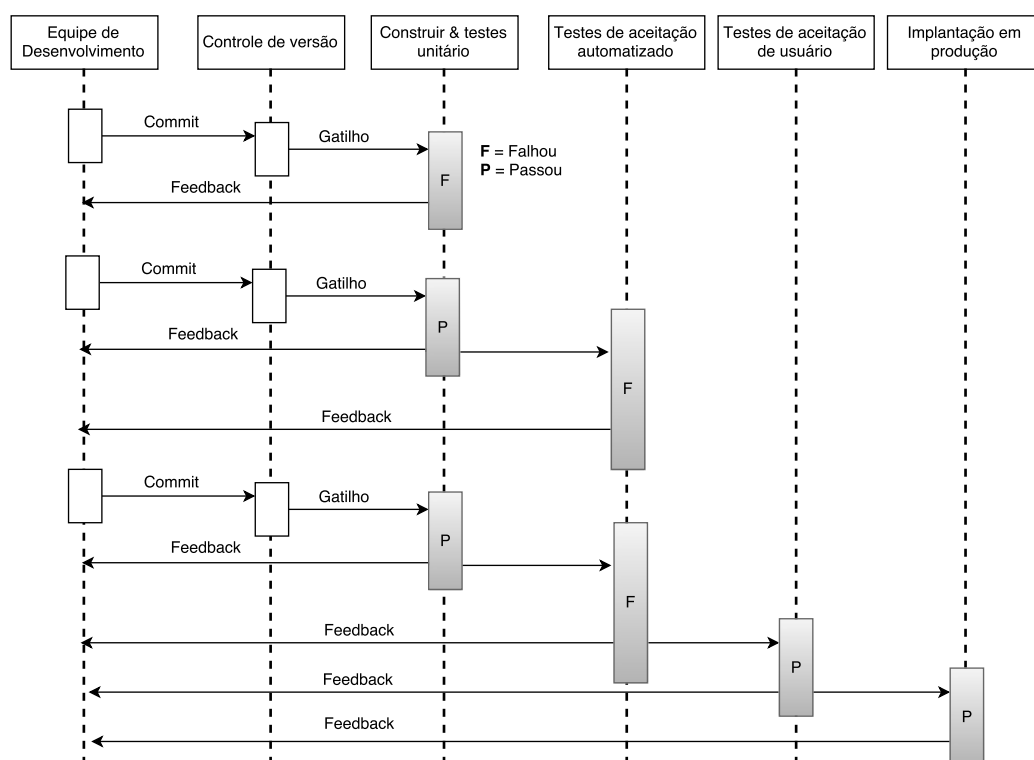 Equipe de
Desenvolvimento
Controle de versão
Construir & testes
unitário
Testes de aceitação
automatizado
Testes de aceitação
de usuário
Implantação em
produção
Commit
Gatilho
F = Falhou
P = Passou
F
Feedback
Commit
Gatilho
P
Feedback
F
Feedback
Commit
Gatilho
P
Feedback
F
Feedback
P
Feedback
P
Feedback